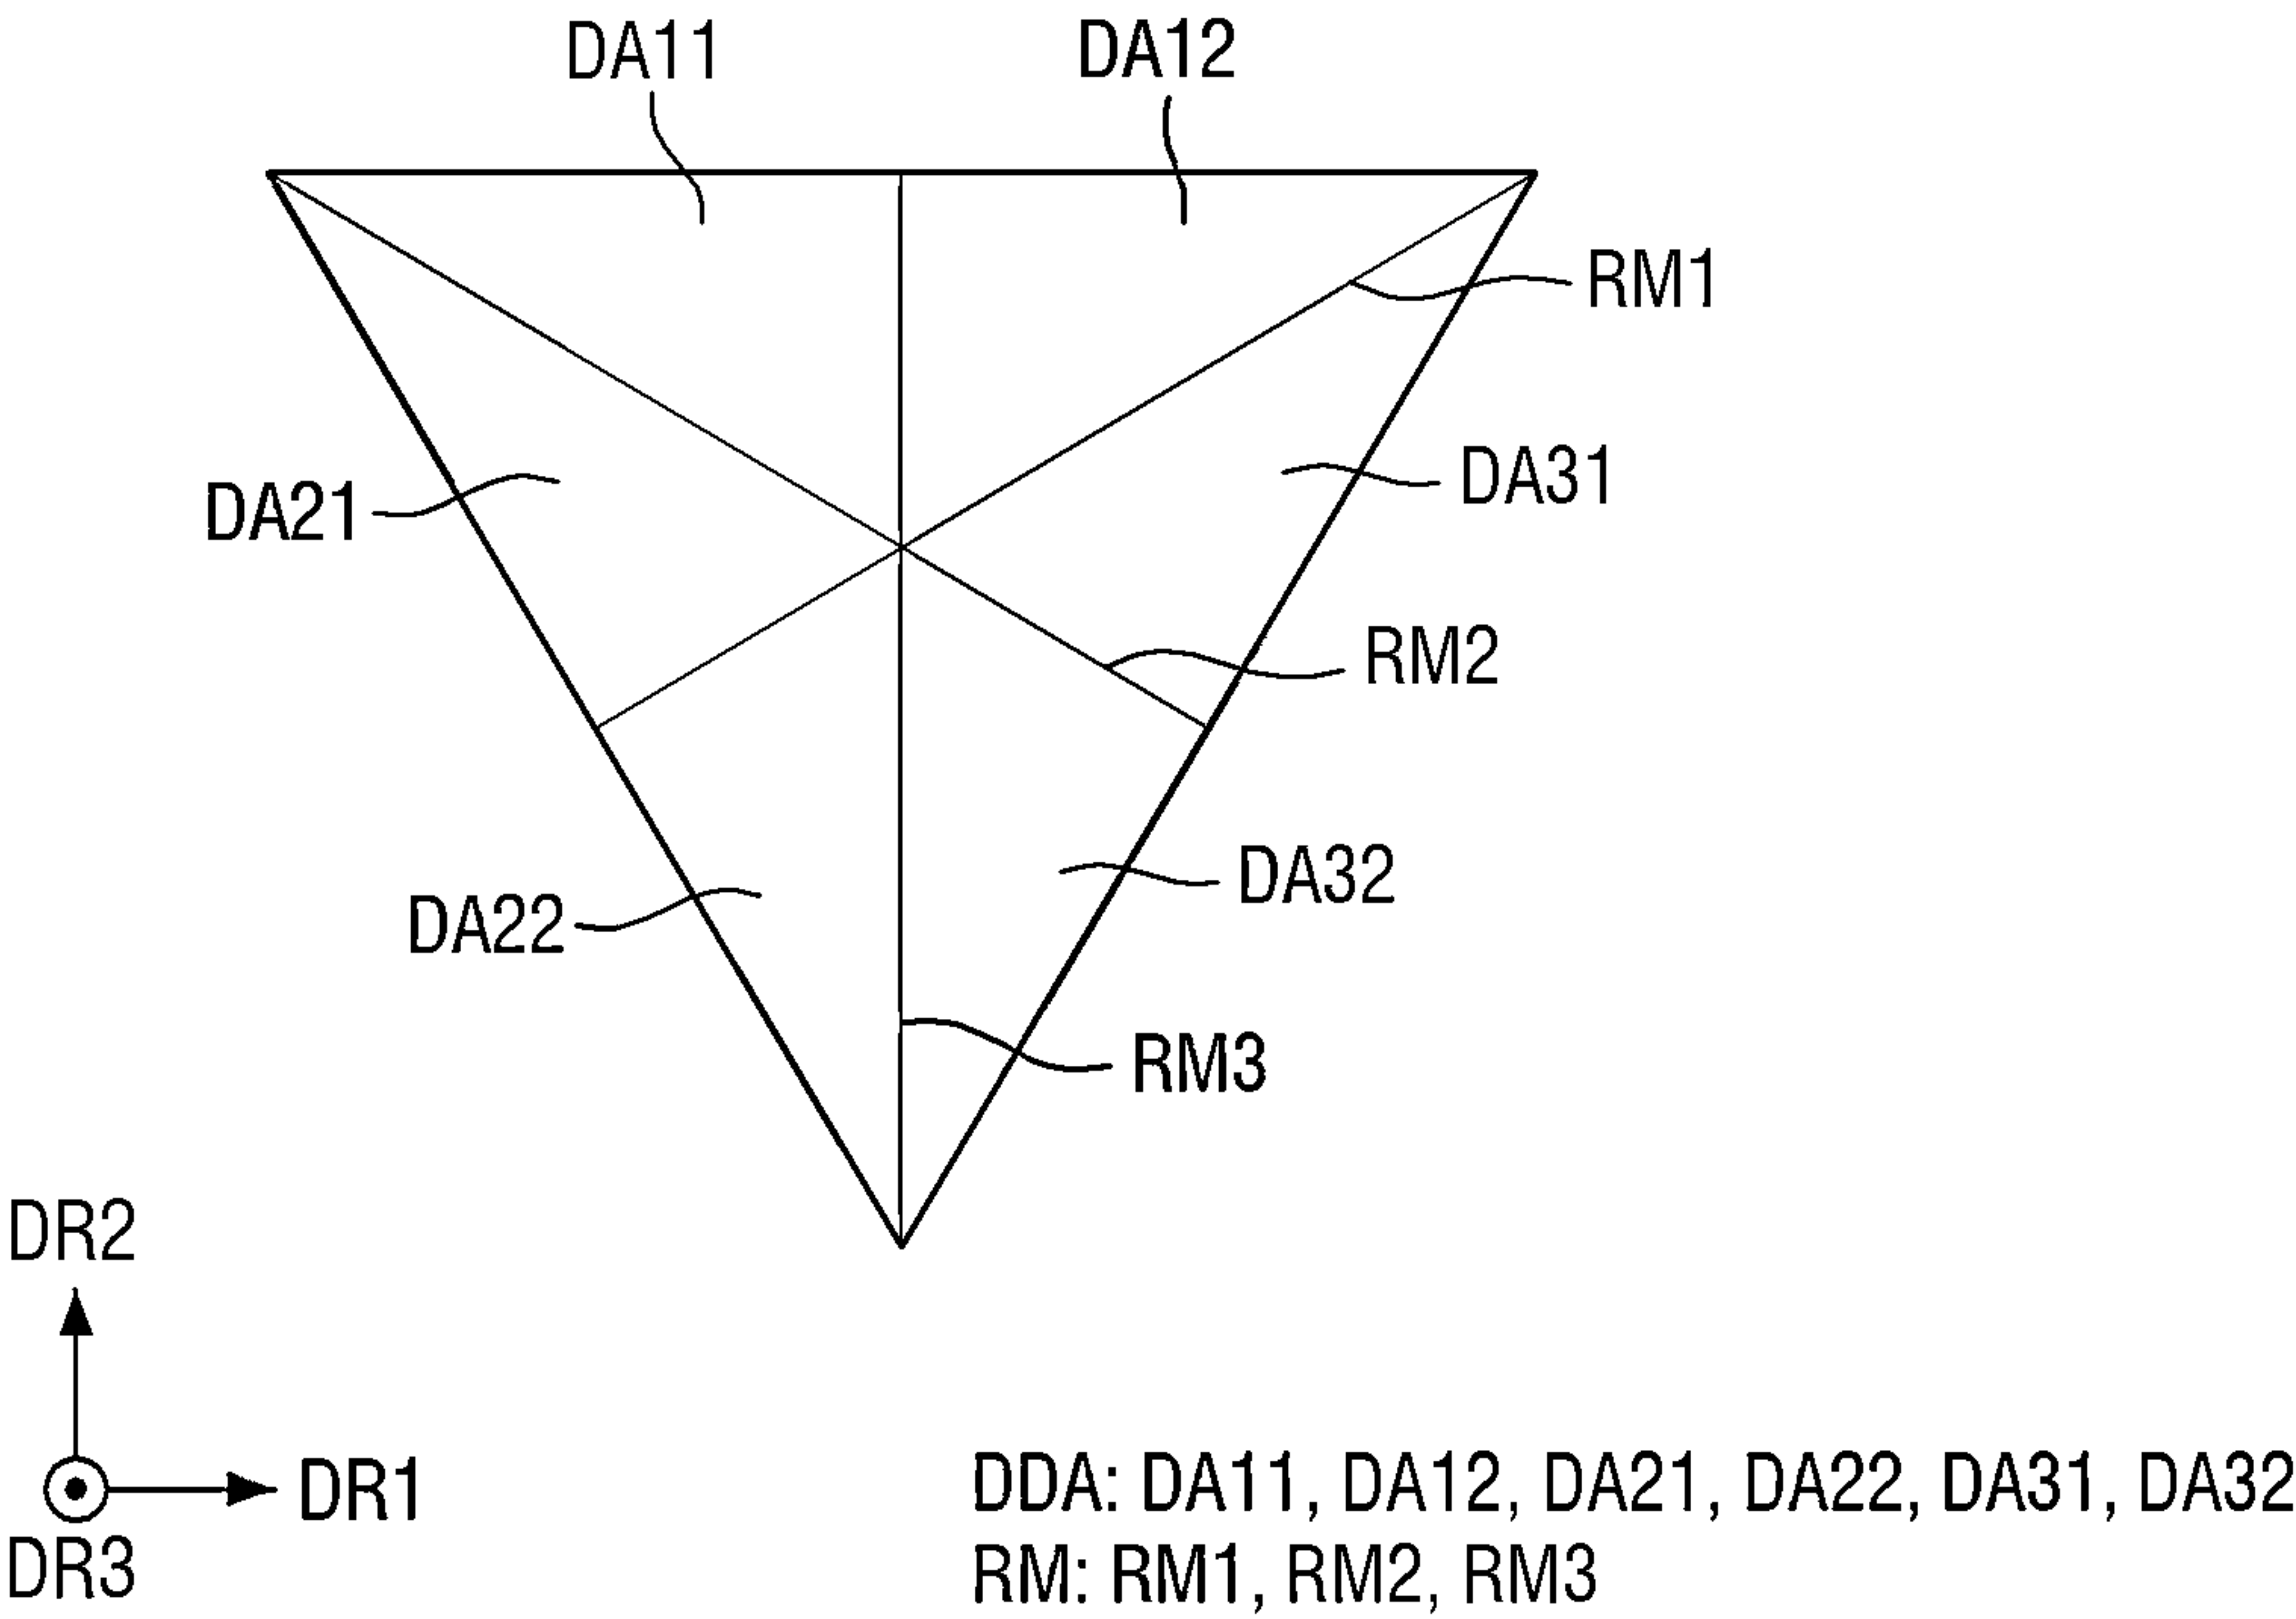 DA11
DA12
RM1
DA31
DA21
RM2
DA32
DA22
RM3
DR2
DR1
DR3
DDA: DA11, DA12, DA21, DA22, DA31, DA32
RM: RM1, RM2, RM3